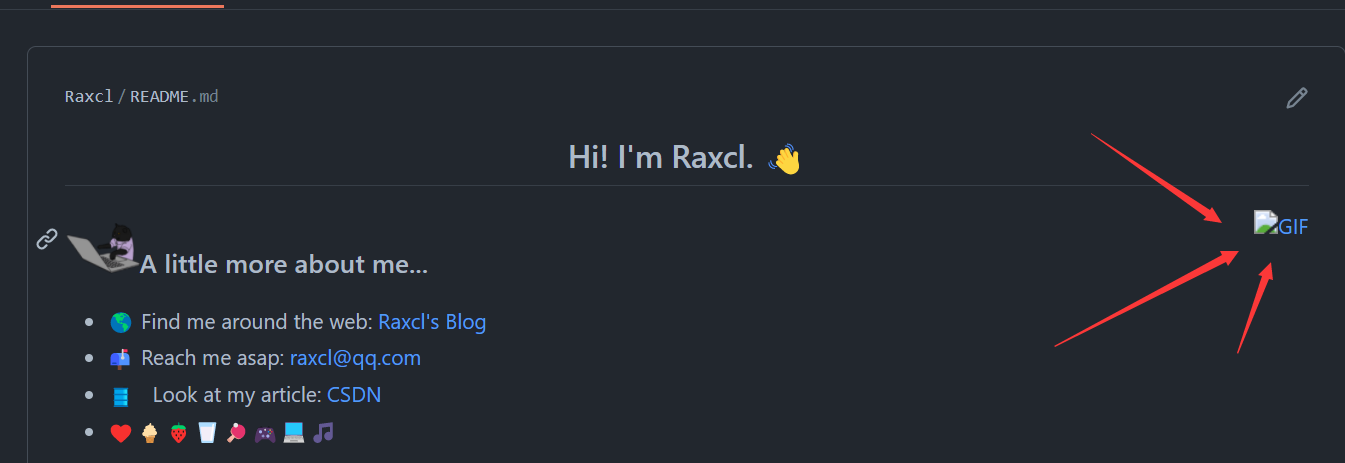 Raxcl/README.md
Hi! I'm Raxcl.
GIF
A little more about me...
Find me around the web: Raxcl's Blog
Reach me asap: raxcl@qq.com
Look at my article: CSDN